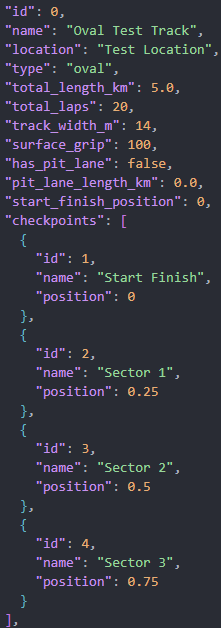 "id": 0,
"name": "Oval Test Track",
"location": "Test Location",
"type": "oval",
"total_length_km": 5.0,
"total_laps": 20,
"track_width_m": 14,
"surface_grip": 100,
"has_pit_lane": false,
"pit_lane_length_km": 0.0,
"start_finish_position": 0,
"checkpoints": [
  {
    "id": 1,
    "name": "Start Finish",
    "position": 0
  },
  {
    "id": 2,
    "name": "Sector 1",
    "position": 0.25
  },
  {
    "id": 3,
    "name": "Sector 2",
    "position": 0.5
  },
  {
    "id": 4,
    "name": "Sector 3",
    "position": 0.75
  }
],